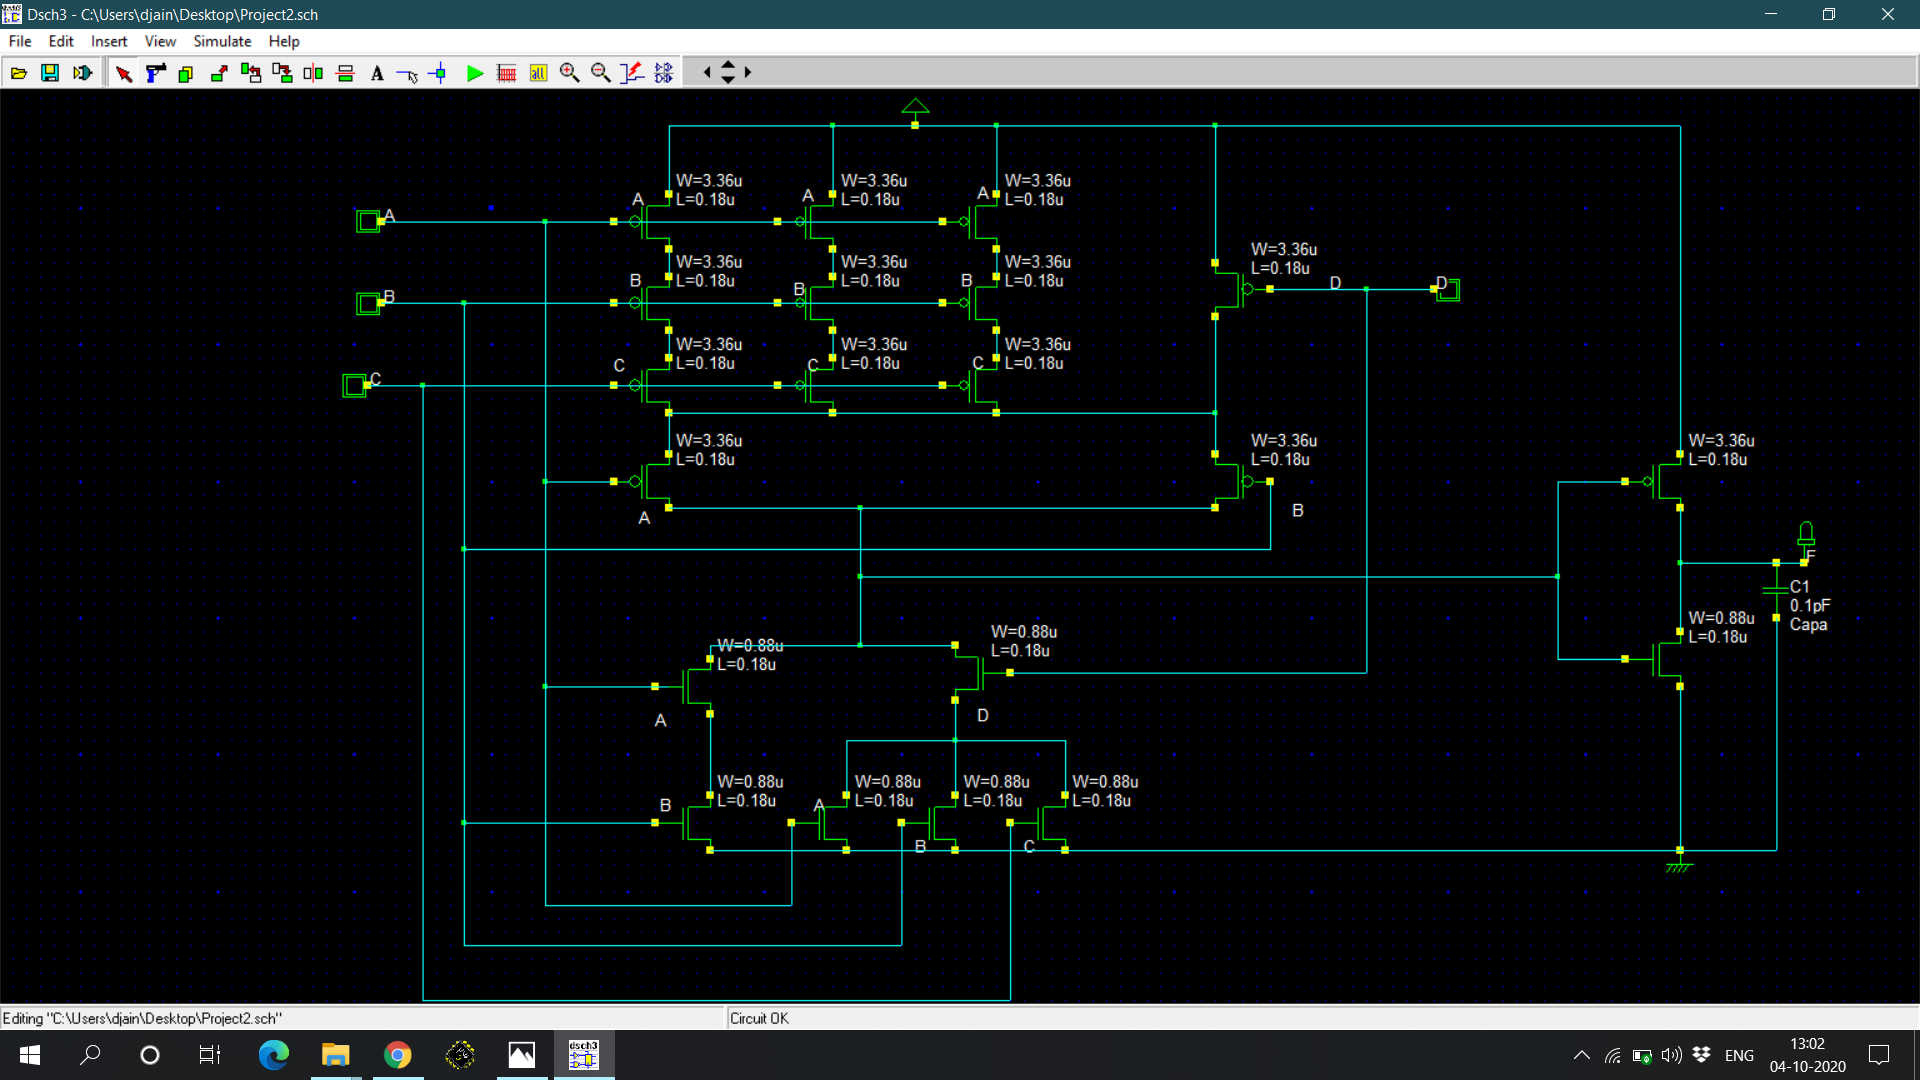 Dsch3 - C:\Users\djain\Desktop\Project2.sch
File Edit Insert View Simulate Help
A
all
W=3.36u
L=0.18u
W=3.36u
L=0.18u
W=3.36u
L=0.18u
A
A
A
A
W=3.36u
L=0.18u
D
D
W=3.36u
L=0.18u
W=3.36u
L=0.18u
W=3.36u
L=0.18u
B
B
B
B
W=3.36u
L=0.18u
W=3.36u
L=0.18u
W=3.36u
L=0.18u
C
C
C
C
W=3.36u
L=0.18u
A
W=3.36u
L=0.18u
B
W=3.36u
L=0.18u
F
C1
0.1pF
Capa
W=0.88u
L=0.18u
W=0.88u
L=0.18u
A
W=0.88u
L=0.18u
D
W=0.88u
L=0.18u
B
W=0.88u
L=0.18u
A
W=0.88u
L=0.18u
B
W=0.88u
L=0.18u
C
Editing "C:\Users\djain\Desktop\Project2.sch"
Circuit OK
dsch3
ENG
13:02
04-10-2020